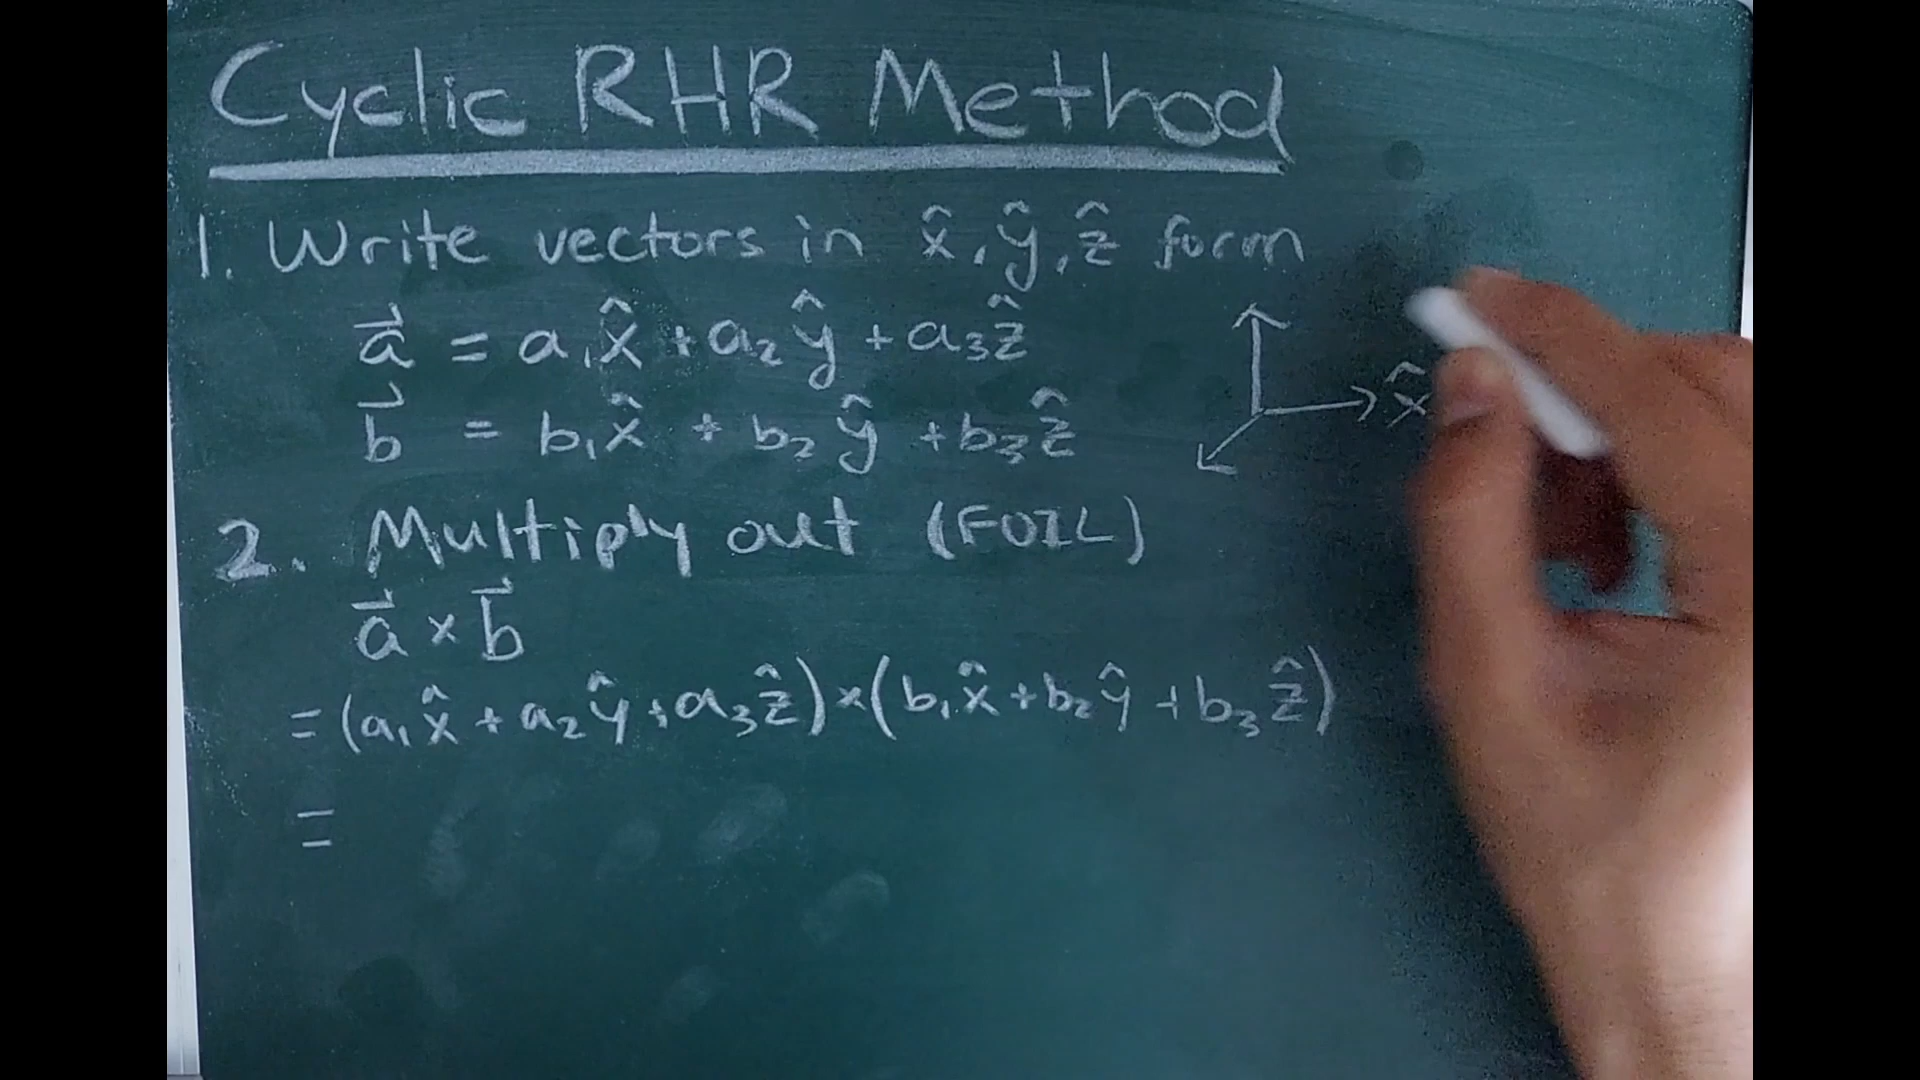 Cyclic RHR Method
1. Write vectors in x̂, ŷ, ẑ form
a⃗ = a₁x̂ + a₂ŷ + a₃ẑ
b⃗ = b₁x̂ + b₂ŷ + b₃ẑ
x̂
2. Multiply out (FOIL)
a⃗ × b⃗
= (a₁x̂ + a₂ŷ + a₃ẑ) × (b₁x̂ + b₂ŷ + b₃ẑ)
=